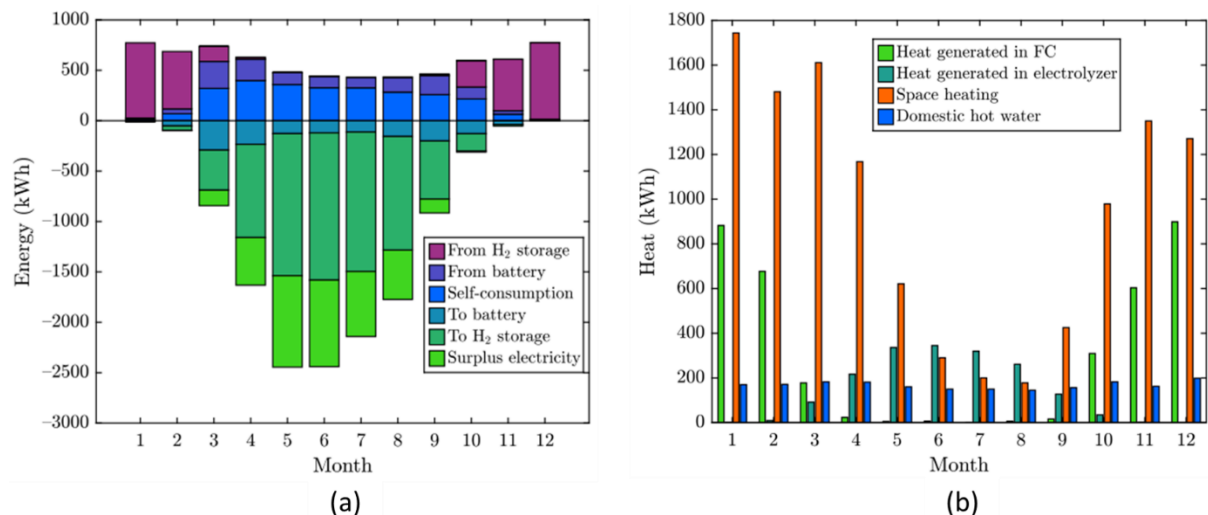 1000
500
0
−500
−1000
−1500
−2000
−2500
−3000
Energy (kWh)
From H₂ storage
From battery
Self-consumption
To battery
To H₂ storage
Surplus electricity
1 2 3 4 5 6 7 8 9 10 11 12
Month
(a)
1800
1600
1400
1200
1000
800
600
400
200
0
Heat (kWh)
Heat generated in FC
Heat generated in electrolyzer
Space heating
Domestic hot water
1 2 3 4 5 6 7 8 9 10 11 12
Month
(b)